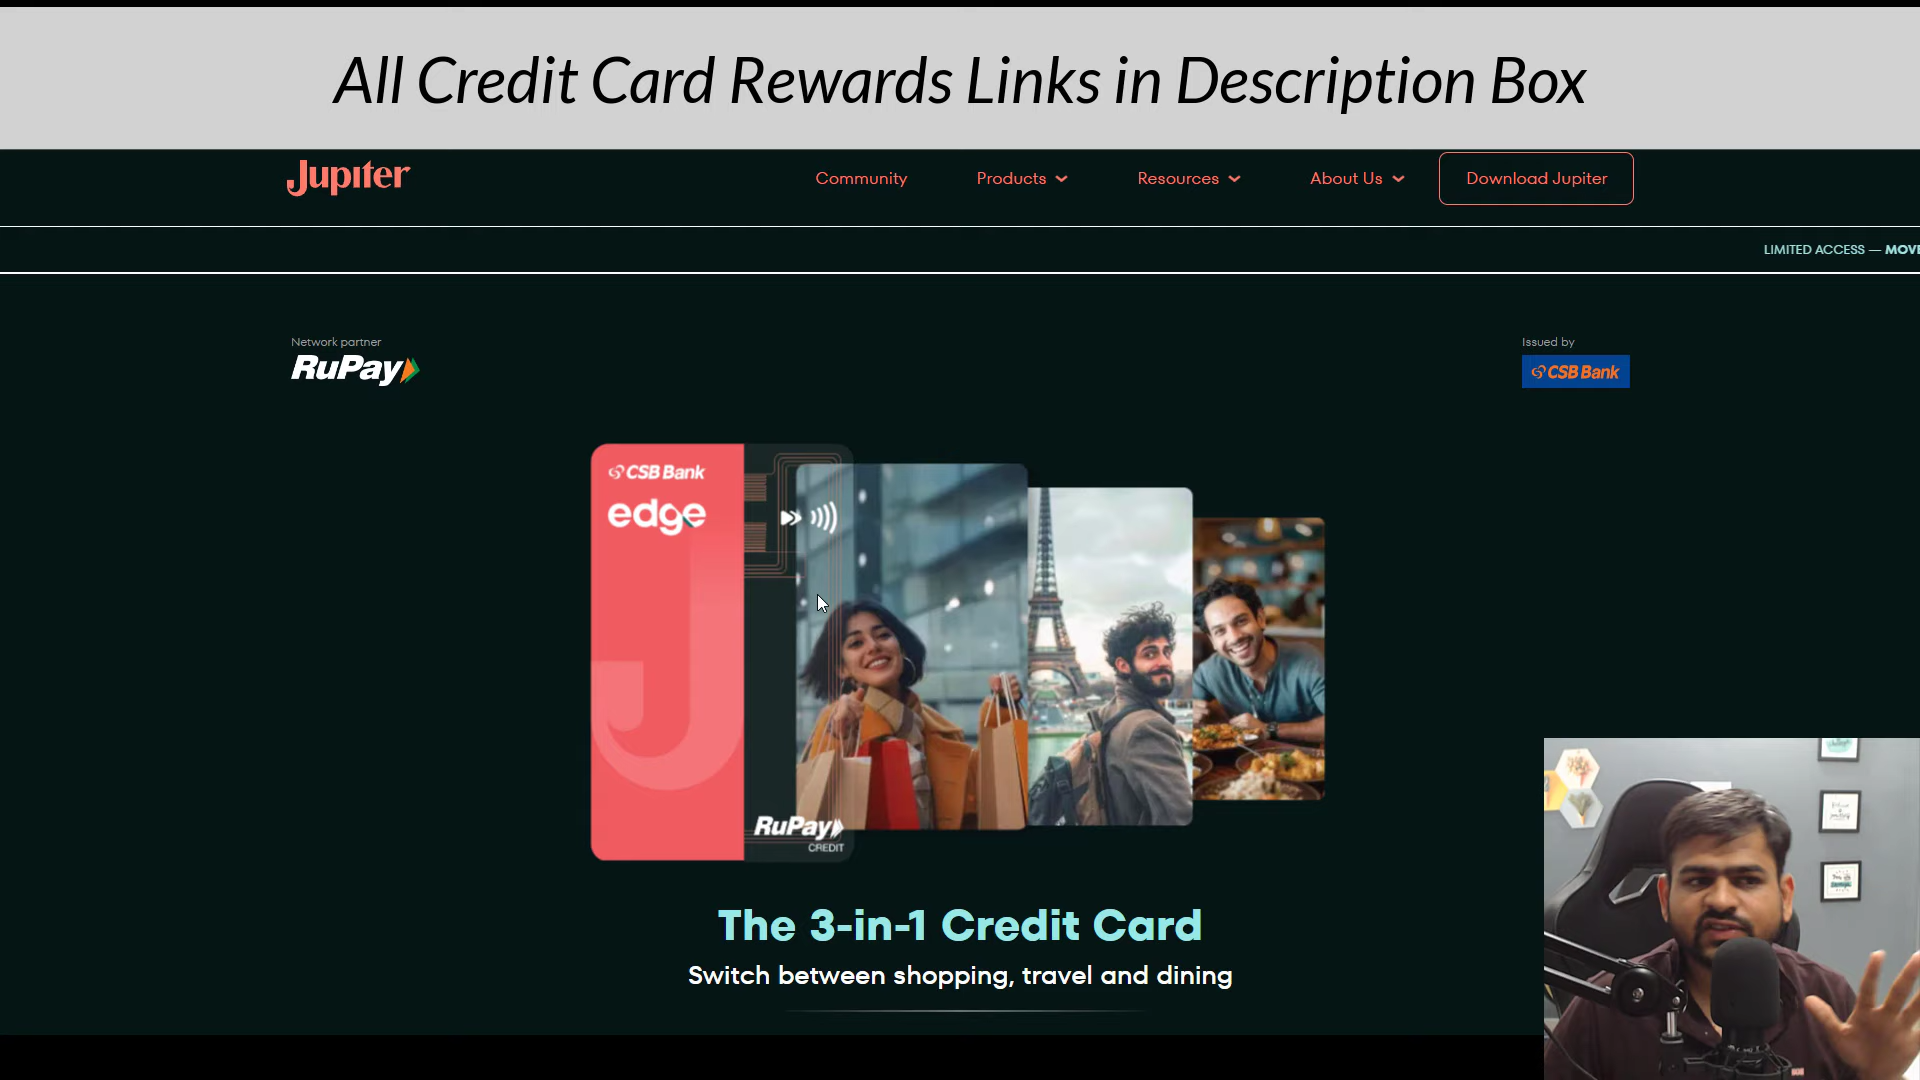 All Credit Card Rewards Links in Description Box
Jupiter
Community
Products
Resources
About Us
Download Jupiter
LIMITED ACCESS — MOVE
Network partner
RuPay
Issued by
CSB Bank
CSB Bank
edge
RuPay
CREDIT
The 3-in-1 Credit Card
Switch between shopping, travel and dining